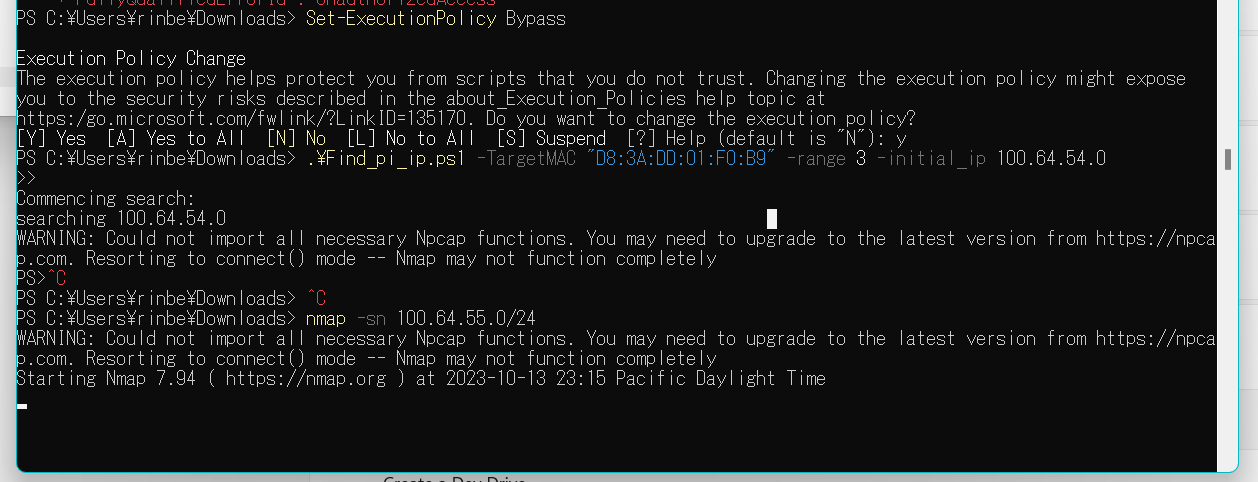 PS C:¥Users¥rinbe¥Downloads> Set-ExecutionPolicy Bypass
Execution Policy Change
The execution policy helps protect you from scripts that you do not trust. Changing the execution policy might expose
you to the security risks described in the about_Execution_Policies help topic at
https:/go.microsoft.com/fwlink/?LinkID=135170. Do you want to change the execution policy?
[Y] Yes  [A] Yes to All  [N] No  [L] No to All  [S] Suspend  [?] Help (default is "N"): y
PS C:¥Users¥rinbe¥Downloads> .¥Find_pi_ip.ps1 -TargetMAC "D8:3A:DD:01:F0:B9" -range 3 -initial_ip 100.64.54.0
>>
Commencing search:
searching 100.64.54.0
WARNING: Could not import all necessary Npcap functions. You may need to upgrade to the latest version from https://npca
p.com. Resorting to connect() mode -- Nmap may not function completely
PS>^C
PS C:¥Users¥rinbe¥Downloads> ^C
PS C:¥Users¥rinbe¥Downloads> nmap -sn 100.64.55.0/24
WARNING: Could not import all necessary Npcap functions. You may need to upgrade to the latest version from https://npca
p.com. Resorting to connect() mode -- Nmap may not function completely
Starting Nmap 7.94 ( https://nmap.org ) at 2023-10-13 23:15 Pacific Daylight Time